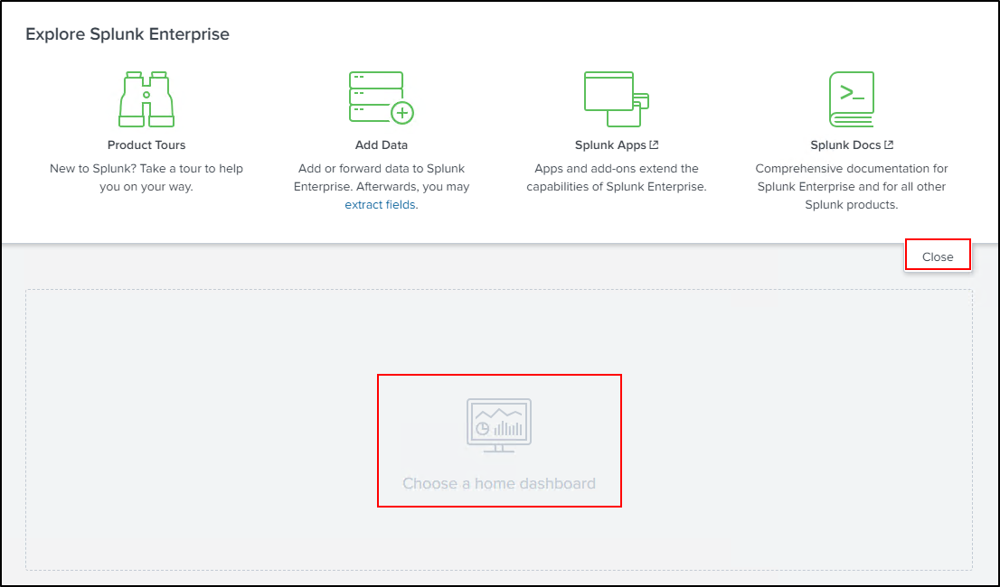 Explore Splunk Enterprise
Product Tours
New to Splunk? Take a tour to help
you on your way.
Add Data
Add or forward data to Splunk
Enterprise. Afterwards, you may
extract fields.
Splunk Apps
Apps and add-ons extend the
capabilities of Splunk Enterprise.
>_
Splunk Docs
Comprehensive documentation for
Splunk Enterprise and for all other
Splunk products.
Close
Choose a home dashboard